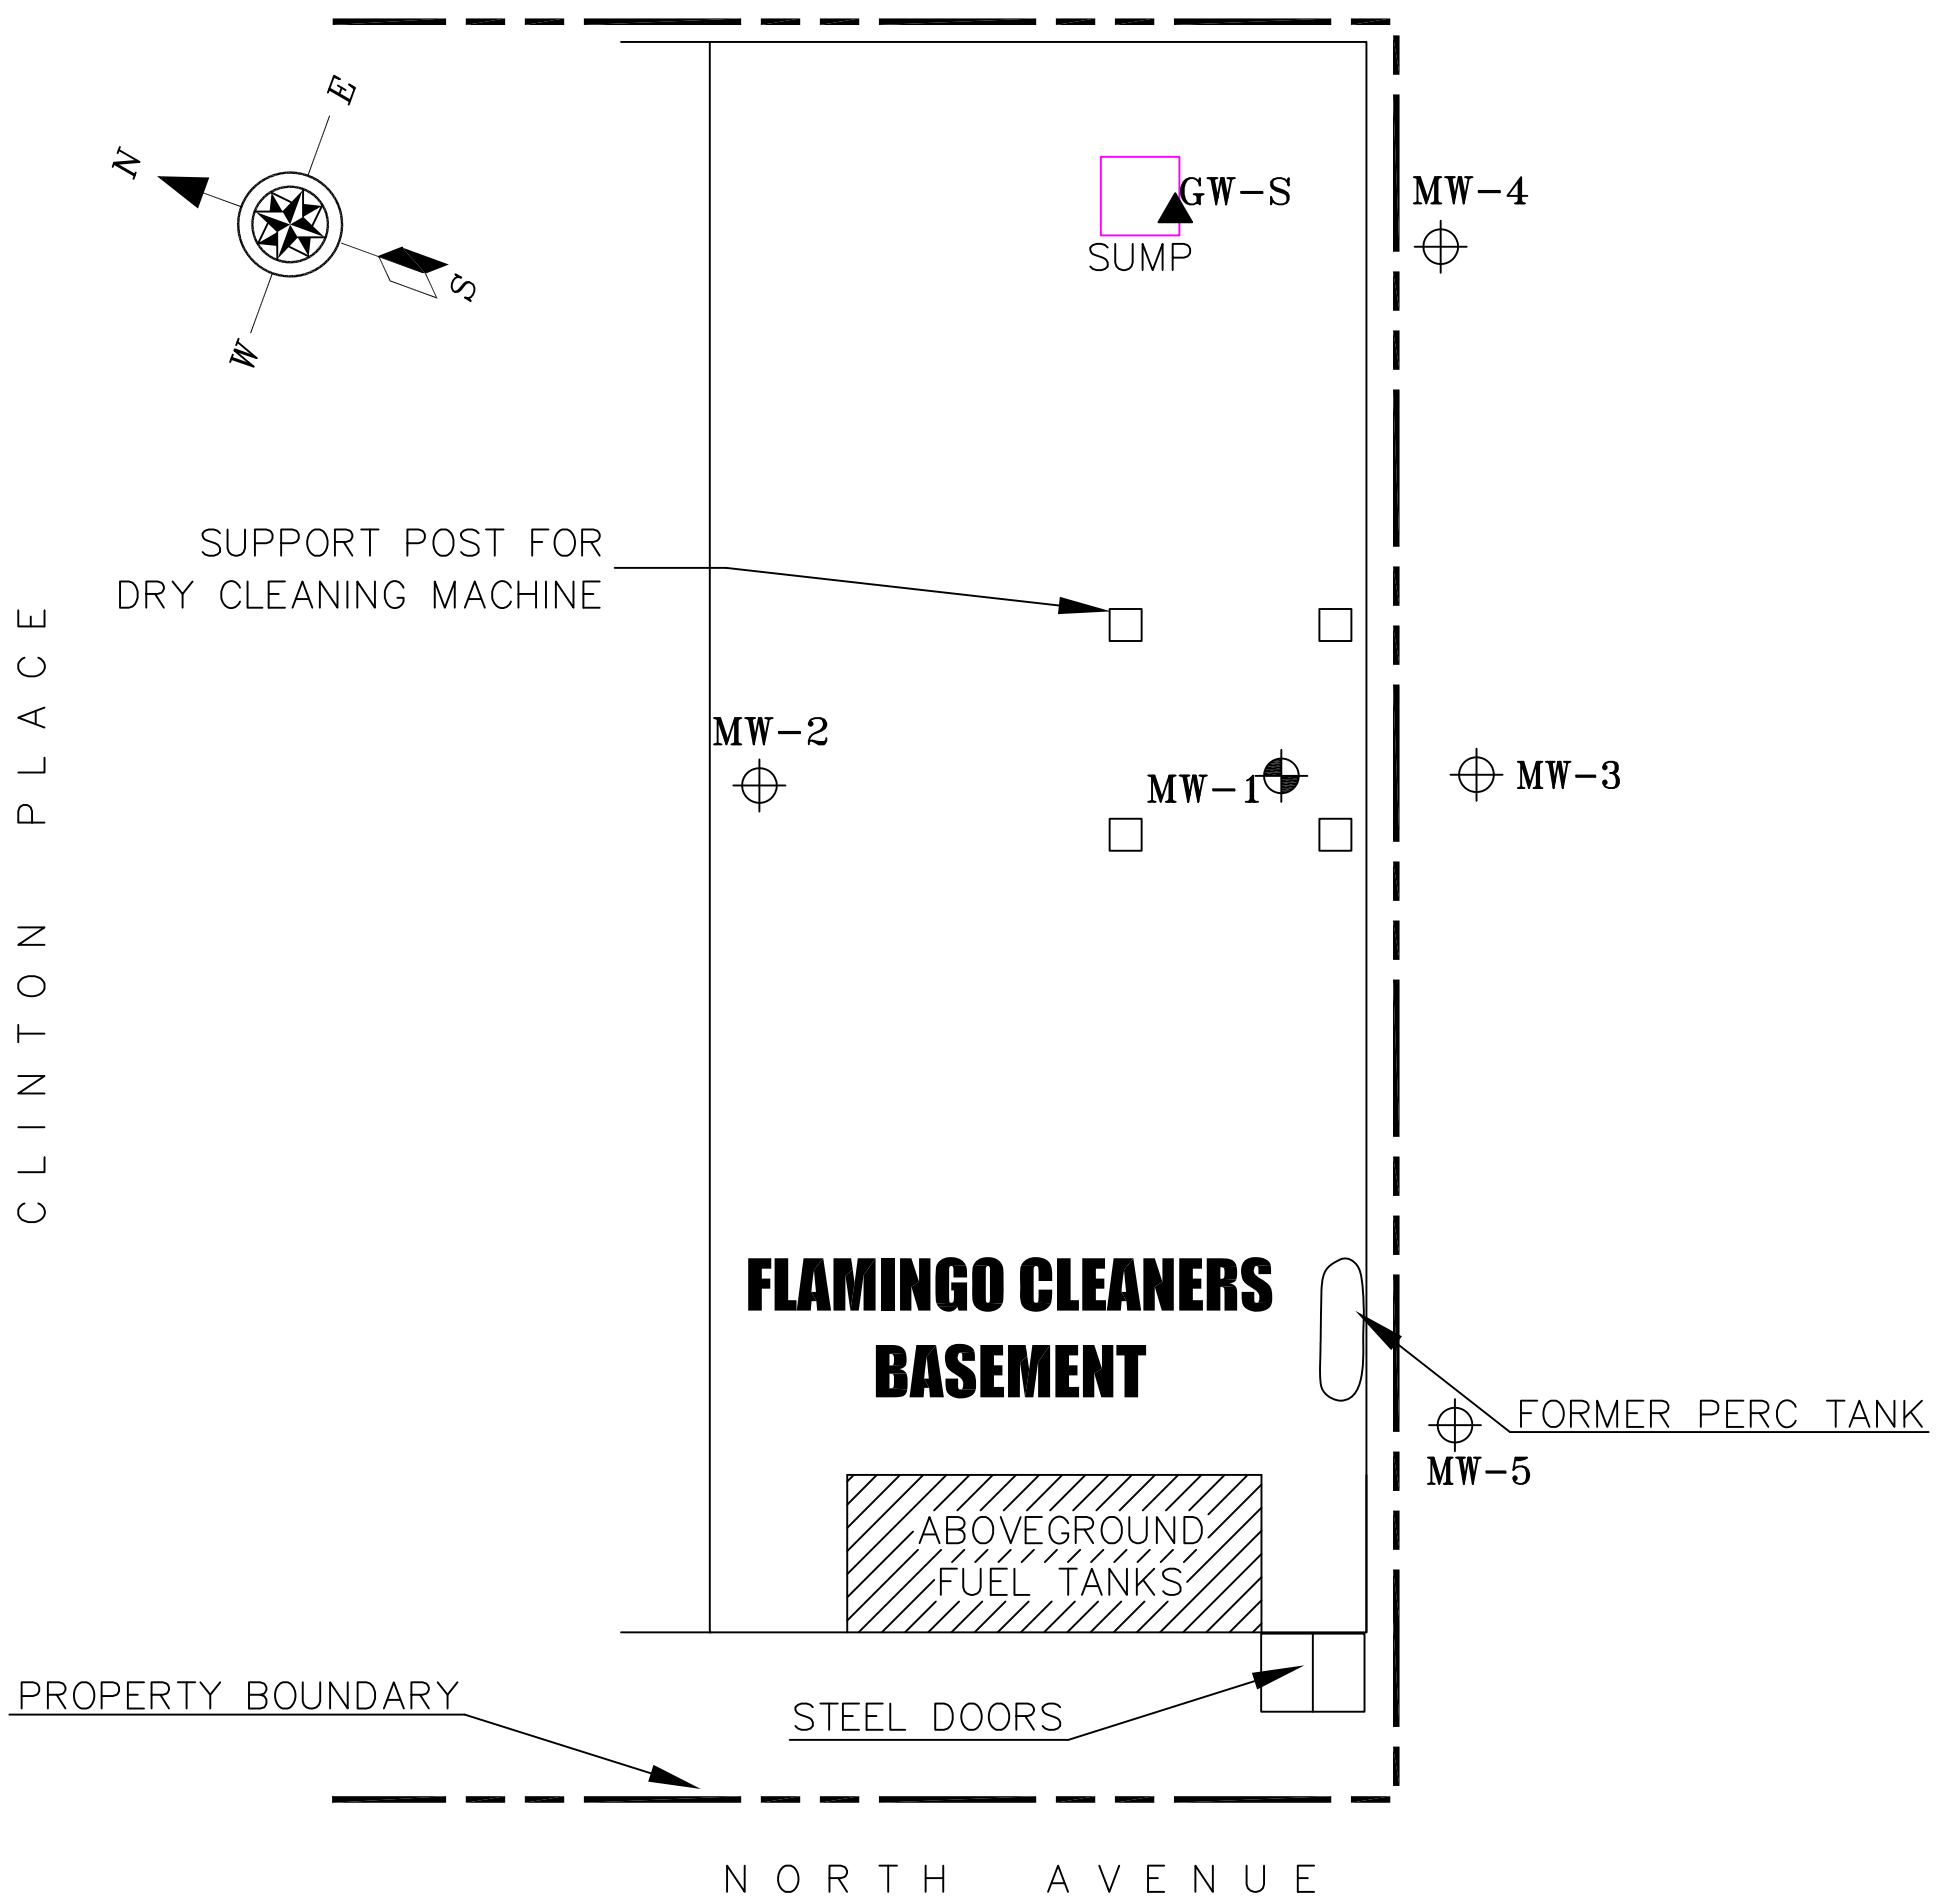 E
N
S
W
GW-S
SUMP
MW-4
SUPPORT POST FOR
DRY CLEANING MACHINE
CLINTON PLACE
MW-2
MW-1
MW-3
FLAMINGO CLEANERS
BASEMENT
FORMER PERC TANK
MW-5
ABOVEGROUND
FUEL TANKS
PROPERTY BOUNDARY
STEEL DOORS
NORTH AVENUE